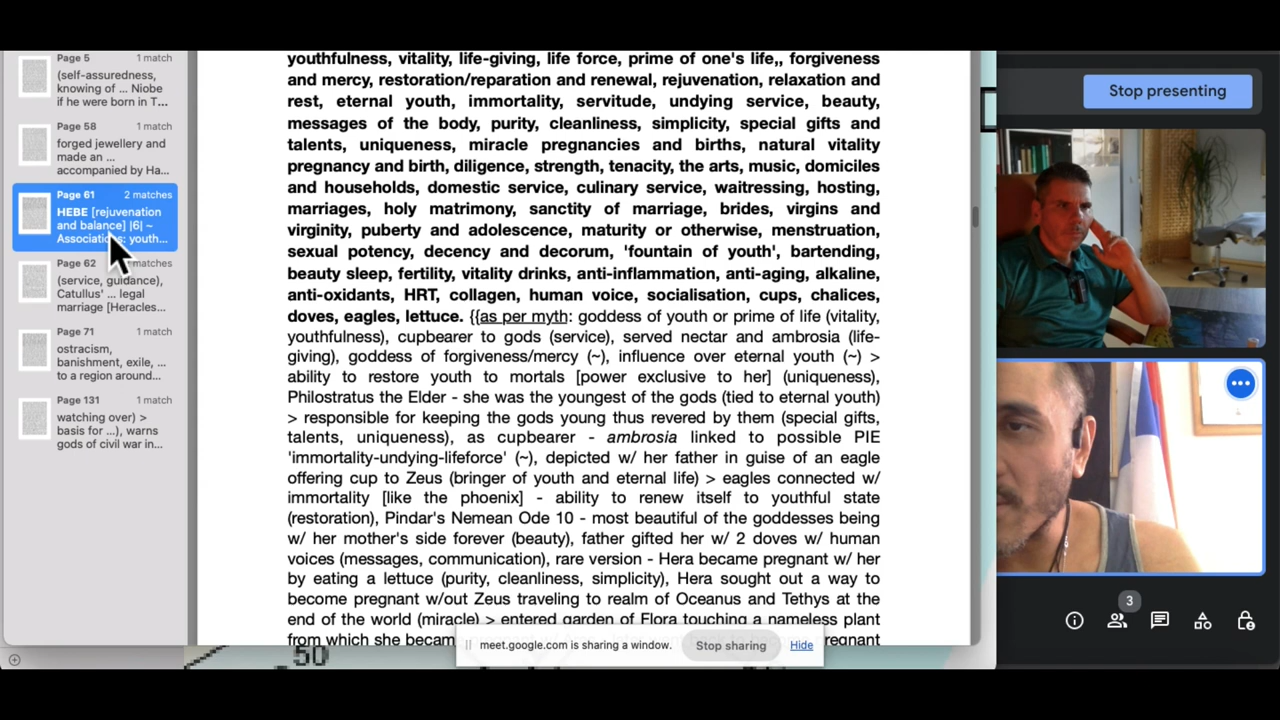 Page 5 1 match
(self-assuredness,
knowing of ... Niobe
if he were born in T...
Page 58 1 match
forged jewellery and
made an ...
accompanied by Ha...
Page 61 2 matches
HEBE [rejuvenation
and balance] |6| ~
Associations: youth...
Page 62 matches
(service, guidance),
Catullus' ... legal
marriage [Heracles...
Page 71 1 match
ostracism,
banishment, exile, ...
to a region around...
Page 131 1 match
watching over) >
basis for ...), warns
gods of civil war in...
youthfulness, vitality, life-giving, life force, prime of one's life,, forgiveness
and mercy, restoration/reparation and renewal, rejuvenation, relaxation and
rest, eternal youth, immortality, servitude, undying service, beauty,
messages of the body, purity, cleanliness, simplicity, special gifts and
talents, uniqueness, miracle pregnancies and births, natural vitality
pregnancy and birth, diligence, strength, tenacity, the arts, music, domiciles
and households, domestic service, culinary service, waitressing, hosting,
marriages, holy matrimony, sanctity of marriage, brides, virgins and
virginity, puberty and adolescence, maturity or otherwise, menstruation,
sexual potency, decency and decorum, 'fountain of youth', bartending,
beauty sleep, fertility, vitality drinks, anti-inflammation, anti-aging, alkaline,
anti-oxidants, HRT, collagen, human voice, socialisation, cups, chalices,
doves, eagles, lettuce. {{as per myth: goddess of youth or prime of life (vitality,
youthfulness), cupbearer to gods (service), served nectar and ambrosia (life-
giving), goddess of forgiveness/mercy (~), influence over eternal youth (~) >
ability to restore youth to mortals [power exclusive to her] (uniqueness),
Philostratus the Elder - she was the youngest of the gods (tied to eternal youth)
> responsible for keeping the gods young thus revered by them (special gifts,
talents, uniqueness), as cupbearer - ambrosia linked to possible PIE
'immortality-undying-lifeforce' (~), depicted w/ her father in guise of an eagle
offering cup to Zeus (bringer of youth and eternal life) > eagles connected w/
immortality [like the phoenix] - ability to renew itself to youthful state
(restoration), Pindar's Nemean Ode 10 - most beautiful of the goddesses being
w/ her mother's side forever (beauty), father gifted her w/ 2 doves w/ human
voices (messages, communication), rare version - Hera became pregnant w/ her
by eating a lettuce (purity, cleanliness, simplicity), Hera sought out a way to
become pregnant w/out Zeus traveling to realm of Oceanus and Tethys at the
end of the world (miracle) > entered garden of Flora touching a nameless plant
from which she becam regnant
50
meet.google.com is sharing a window. Stop sharing Hide
Stop presenting
3